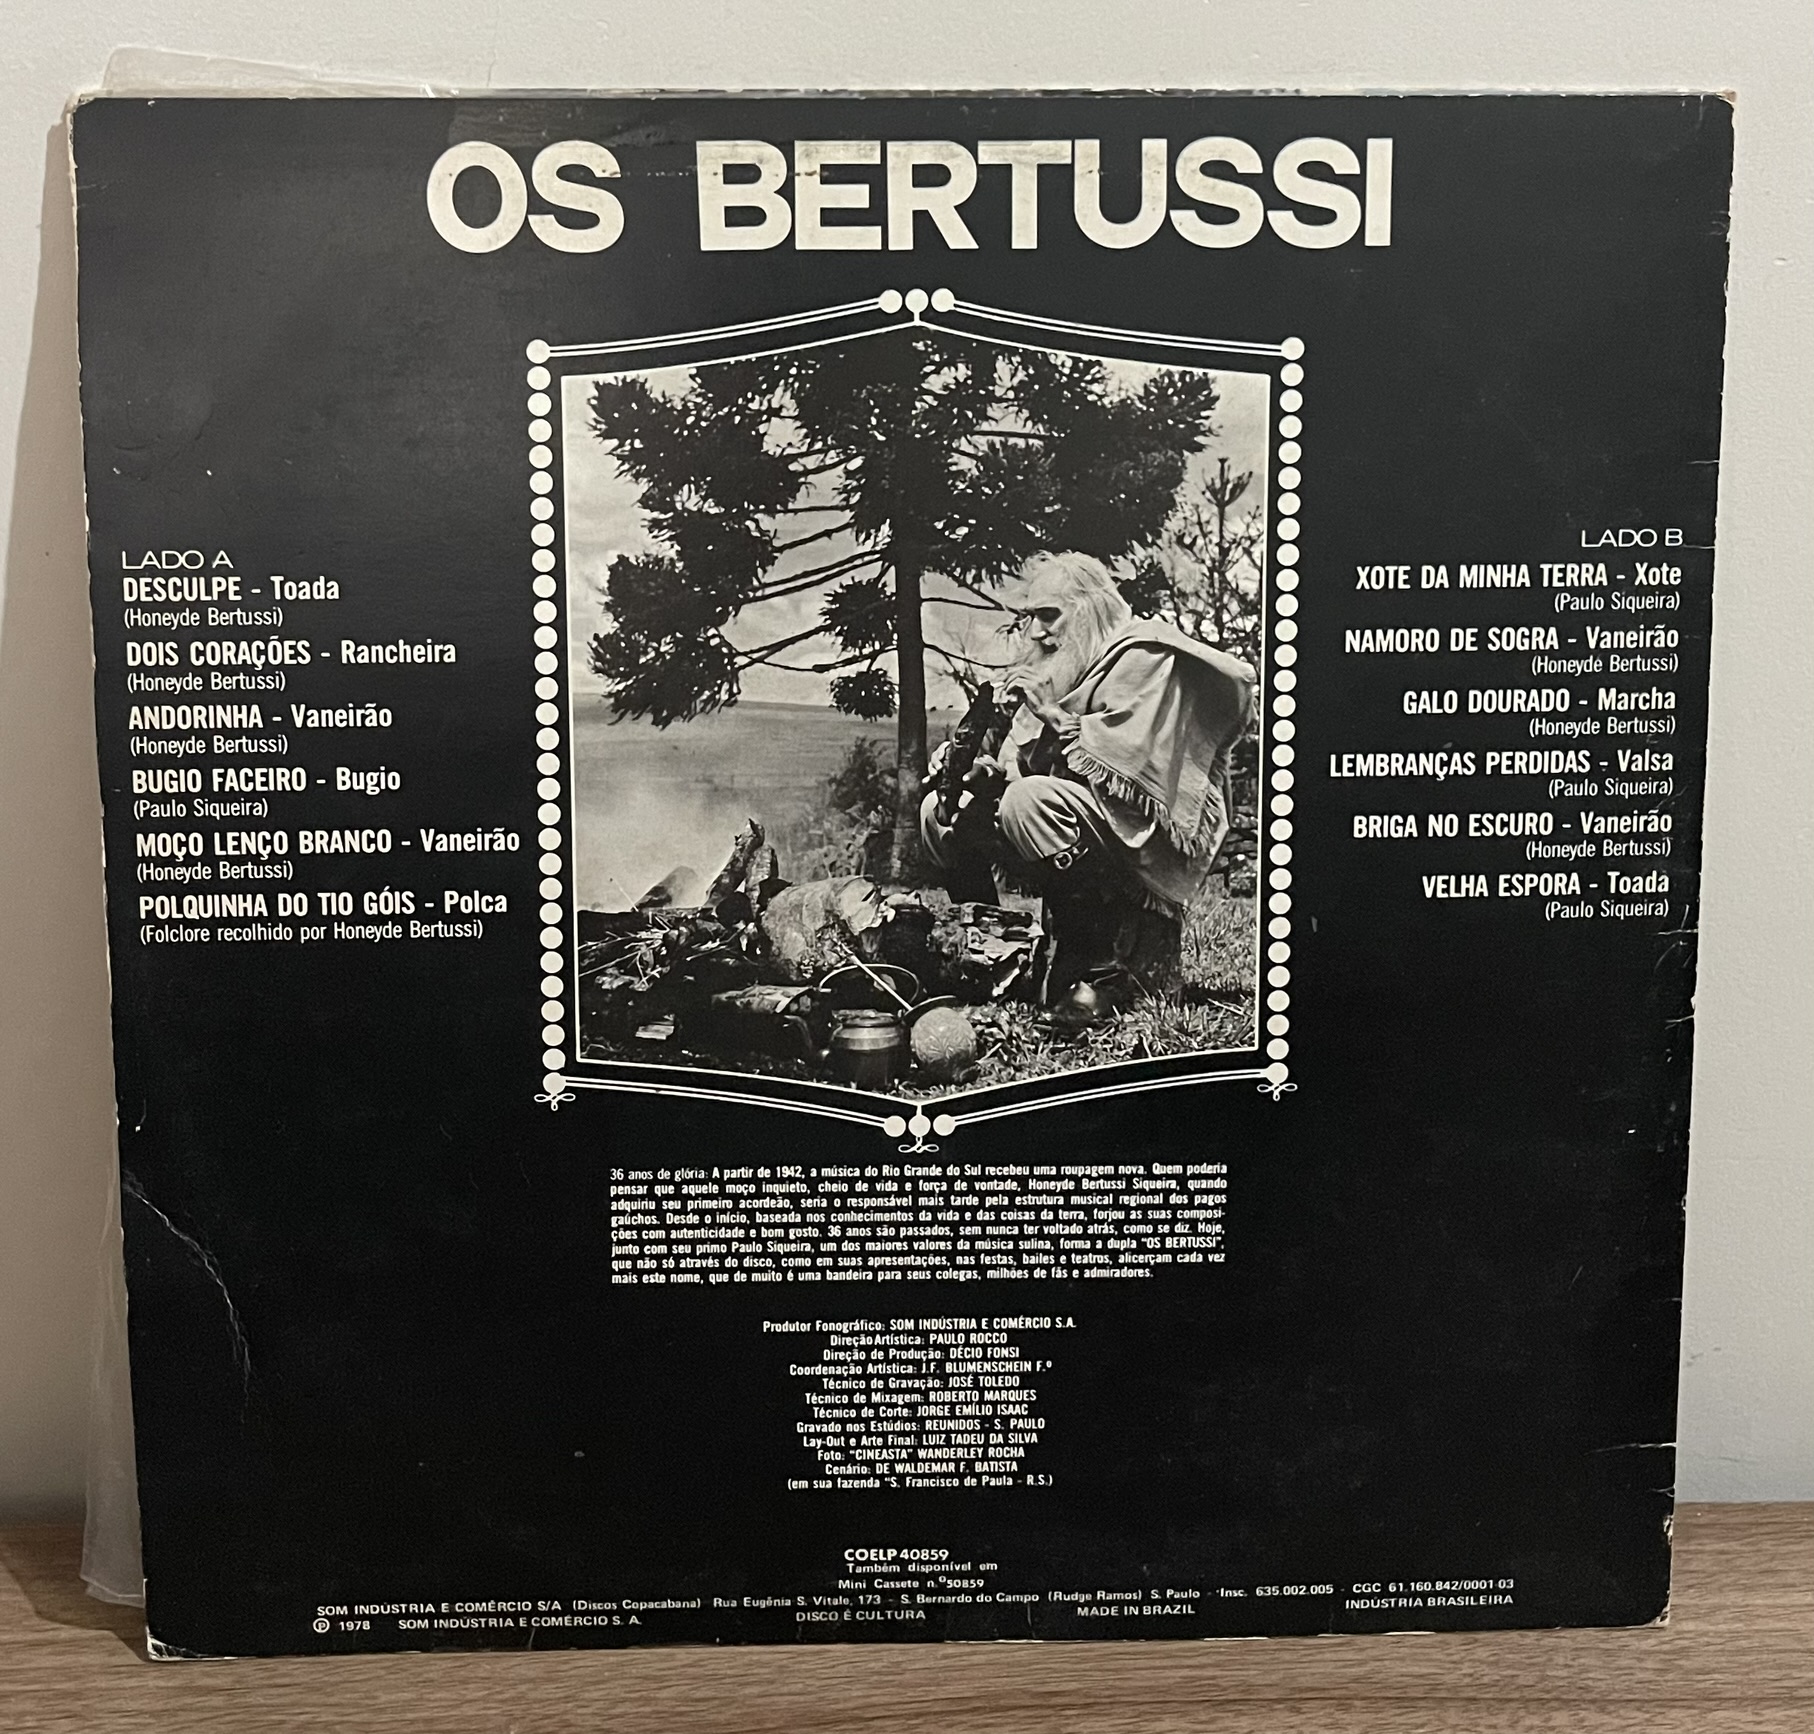 OS BERTUSSI
LADO A
DESCULPE - Toada
(Honeyde Bertussi)
DOIS CORAÇÕES - Rancheira
(Honeyde Bertussi)
ANDORINHA - Vaneirão
(Honeyde Bertussi)
BUGIO FACEIRO - Bugio
(Paulo Siqueira)
MOÇO LENÇO BRANCO - Vaneirão
(Honeyde Bertussi)
POLQUINHA DO TIO GÓIS - Polca
(Folclore recolhido por Honeyde Bertussi)
LADO B
XOTE DA MINHA TERRA - Xote
(Paulo Siqueira)
NAMORO DE SOGRA - Vaneirão
(Honeyde Bertussi)
GALO DOURADO - Marcha
(Honeyde Bertussi)
LEMBRANÇAS PERDIDAS - Valsa
(Paulo Siqueira)
BRIGA NO ESCURO - Vaneirão
(Honeyde Bertussi)
VELHA ESPORA - Toada
(Paulo Siqueira)
36 anos de glória: A partir de 1942, a música do Rio Grande do Sul recebeu uma roupagem nova. Quem poderia
pensar que aquele moço inquieto, cheio de vida e força de vontade, Honeyde Bertussi Siqueira, quando
adquiriu seu primeiro acordeão, seria o responsável mais tarde pela estrutura musical regional dos pagos
gaúchos. Desde o início, baseada nos conhecimentos da vida e das coisas da terra, forjou as suas composi-
ções com autenticidade e bom gosto. 36 anos são passados, sem nunca ter voltado atrás, como se diz. Hoje,
junto com seu primo Paulo Siqueira, um dos maiores valores da música sulina, forma a dupla "OS BERTUSSI",
que não só através do disco, como em suas apresentações, nas festas, bailes e teatros, alicerçam cada vez
mais este nome, que de muito é uma bandeira para seus colegas, milhões de fãs e admiradores.
Produtor Fonográfico: SOM INDÚSTRIA E COMÉRCIO S.A.
Direção Artística: PAULO ROCCO
Direção de Produção: DÉCIO FONSI
Coordenação Artística: J.F. BLUMENSCHEIN F.º
Técnico de Gravação: JOSÉ TOLEDO
Técnico de Mixagem: ROBERTO MARQUES
Técnico de Corte: JORGE EMÍLIO ISAAC
Gravado nos Estúdios: REUNIDOS - S. PAULO
Lay-Out e Arte Final: LUIZ TADEU DA SILVA
Foto: "CINEASTA" WANDERLEY ROCHA
Cenário: DE WALDEMAR F. BATISTA
(em sua fazenda "S. Francisco de Paula - R.S.)
COELP 40859
Também disponível em
Mini Cassete n.º 50859
SOM INDÚSTRIA E COMÉRCIO S/A (Discos Copacabana) Rua Eugênia S. Vitale, 173 - S. Bernardo do Campo (Rudge Ramos) S. Paulo - Insc. 635.002.005 - CGC 61.160.842/0001-03
Ⓟ 1978 SOM INDÚSTRIA E COMÉRCIO S. A. DISCO É CULTURA MADE IN BRAZIL INDÚSTRIA BRASILEIRA